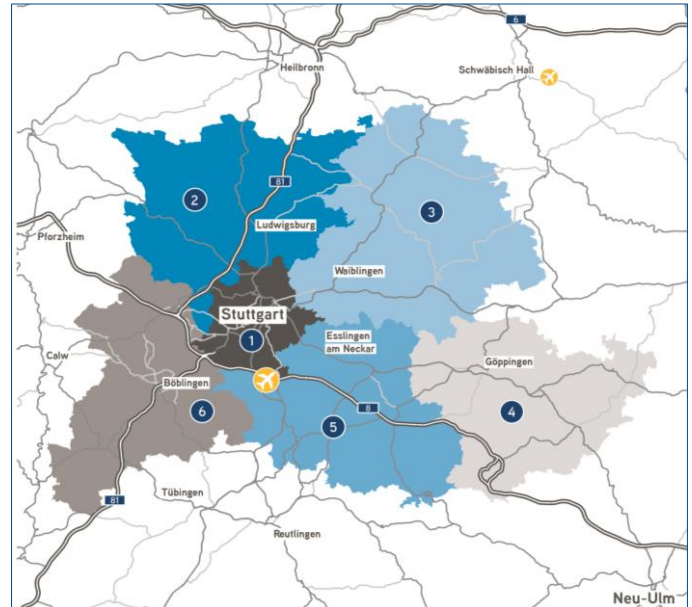 6
Heilbronn
Schwäbisch Hall
81
2
3
Ludwigsburg
Pforzheim
Waiblingen
Stuttgart
1
Esslingen
am Neckar
Göppingen
Calw
Böblingen
6
8
4
5
81
Tübingen
Reutlingen
Neu-Ulm